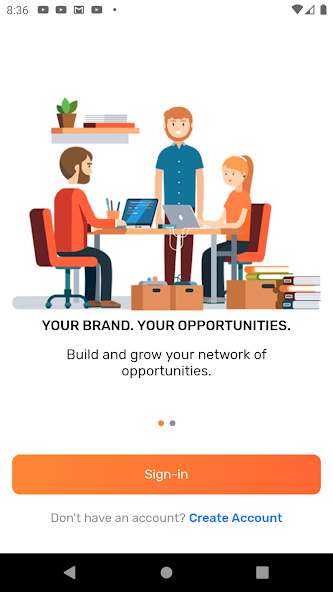 8:36
YOUR BRAND. YOUR OPPORTUNITIES.
Build and grow your network of
opportunities.
Sign-in
Don't have an account? Create Account